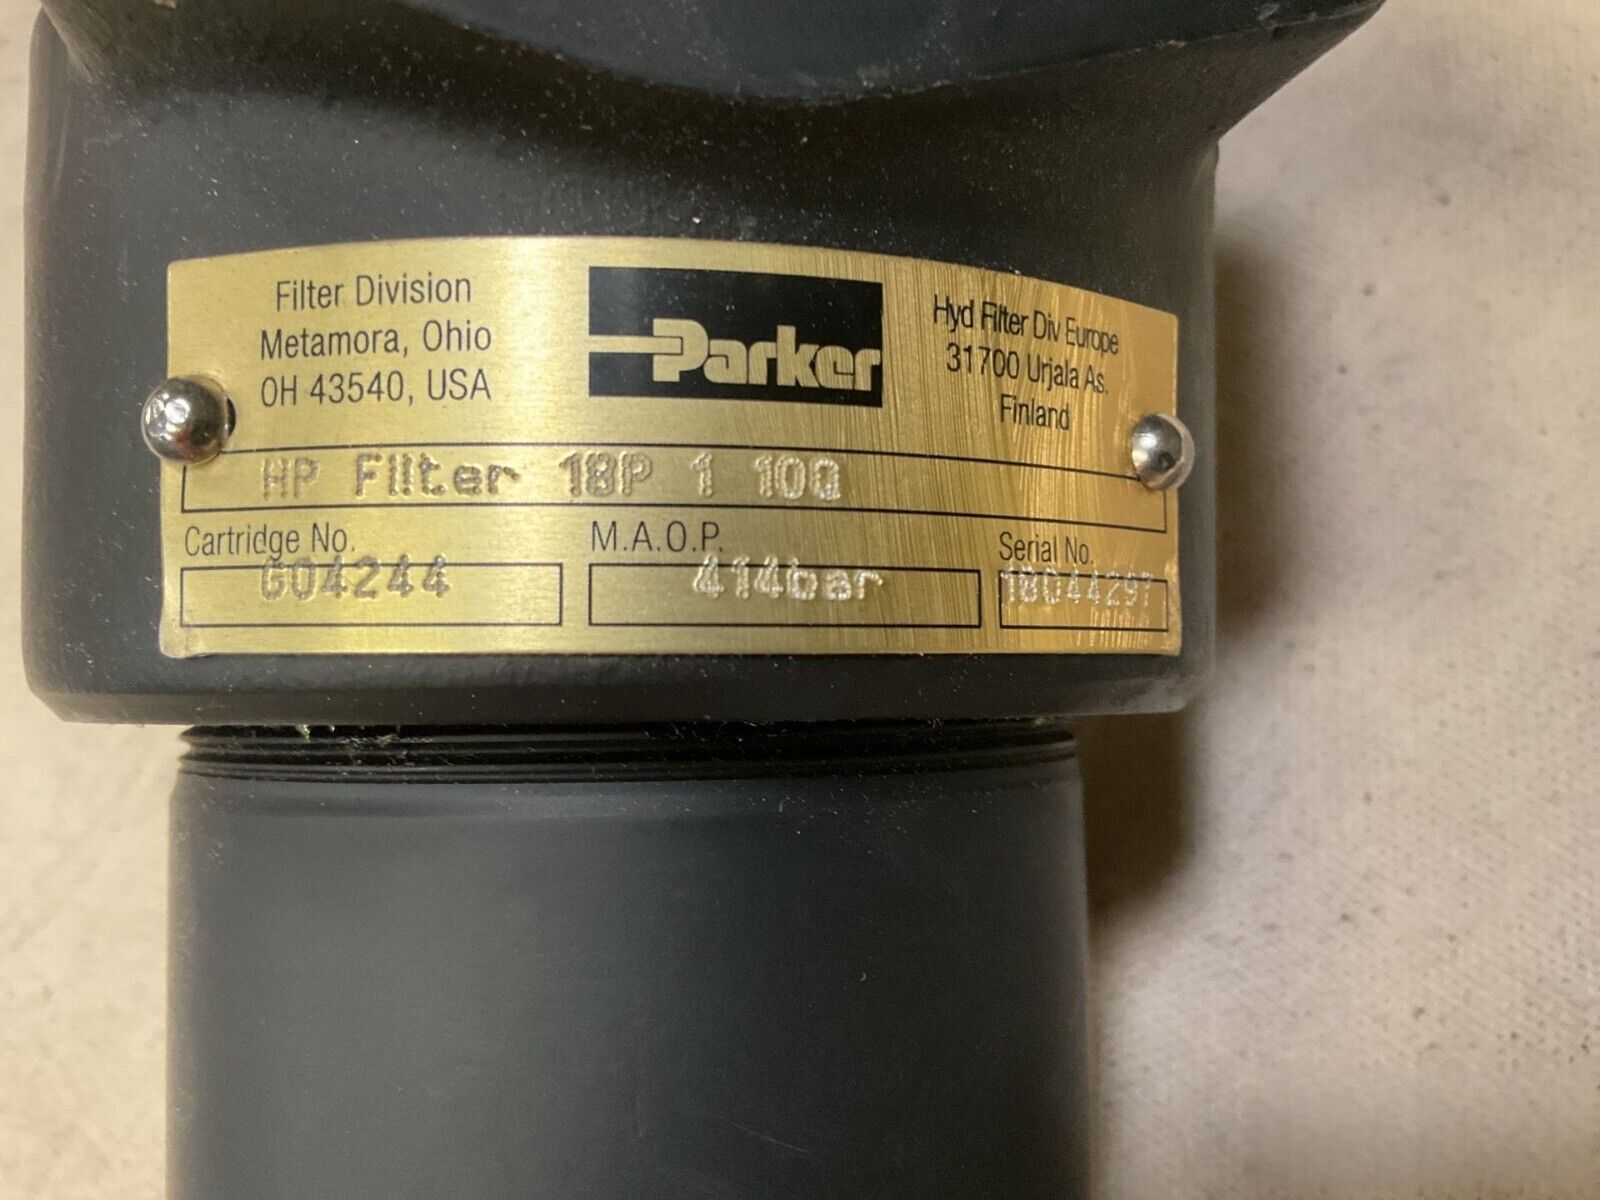 Filter Division
Metamora, Ohio
OH 43540, USA
Parker
Hyd Filter Div Europe
31700 Urjala As.
Finland
HP Filter 18P 1 10Q
Cartridge No.
G04244
M.A.O.P.
414bar
Serial No.
18044297